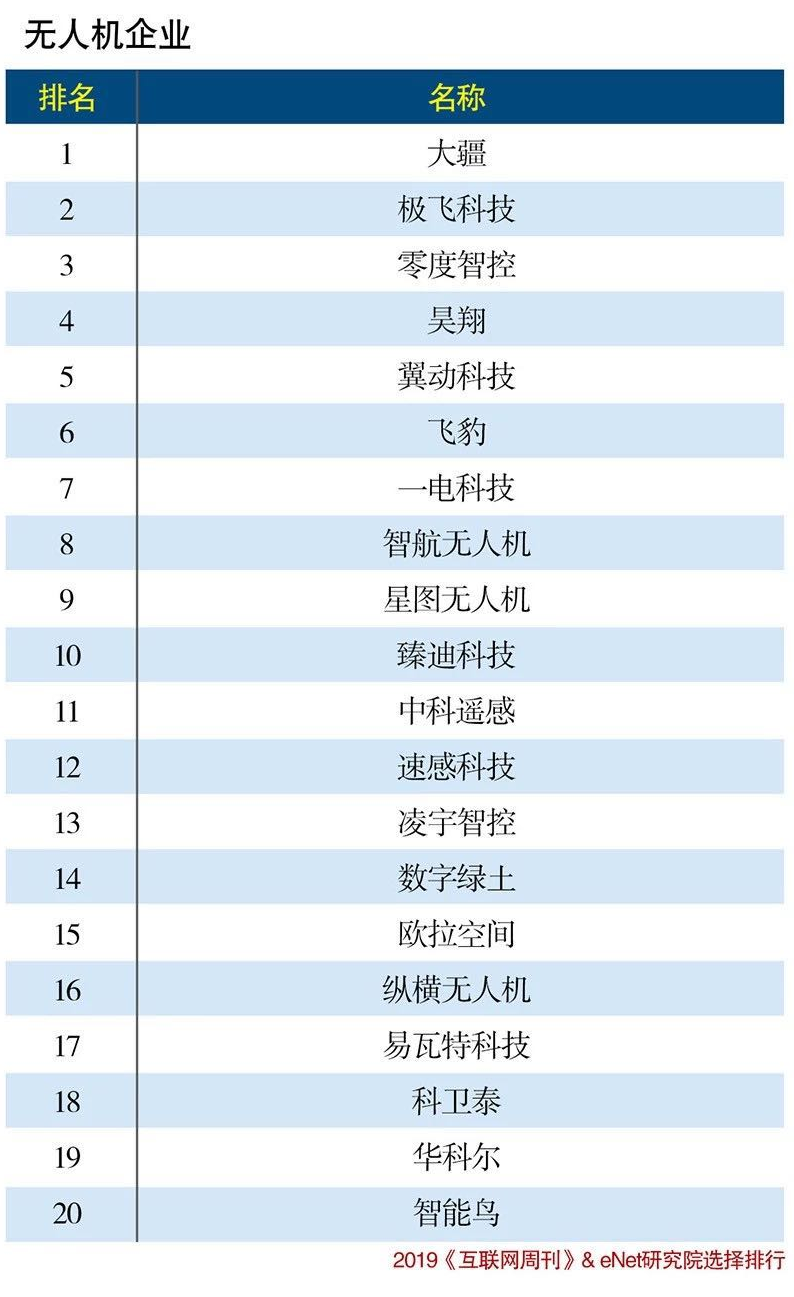 无人机企业
排名 名称
1 大疆
2 极飞科技
3 零度智控
4 昊翔
5 翼动科技
6 飞豹
7 一电科技
8 智航无人机
9 星图无人机
10 臻迪科技
11 中科遥感
12 速感科技
13 凌宇智控
14 数字绿土
15 欧拉空间
16 纵横无人机
17 易瓦特科技
18 科卫泰
19 华科尔
20 智能鸟
2019《互联网周刊》& eNet研究院选择排行